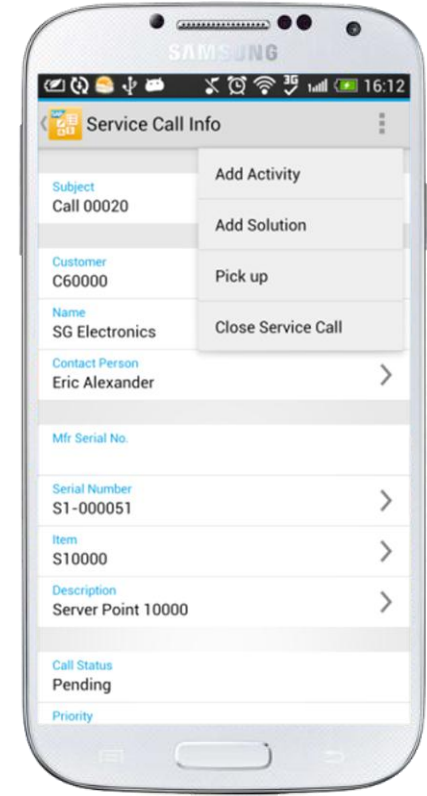 SAMSUNG
3G 16:12
SAP
Service Call Info
Add Activity
Add Solution
Pick up
Close Service Call
Subject
Call 00020
Customer
C60000
Name
SG Electronics
Contact Person
Eric Alexander
Mfr Serial No.
Serial Number
S1-000051
Item
S10000
Description
Server Point 10000
Call Status
Pending
Priority